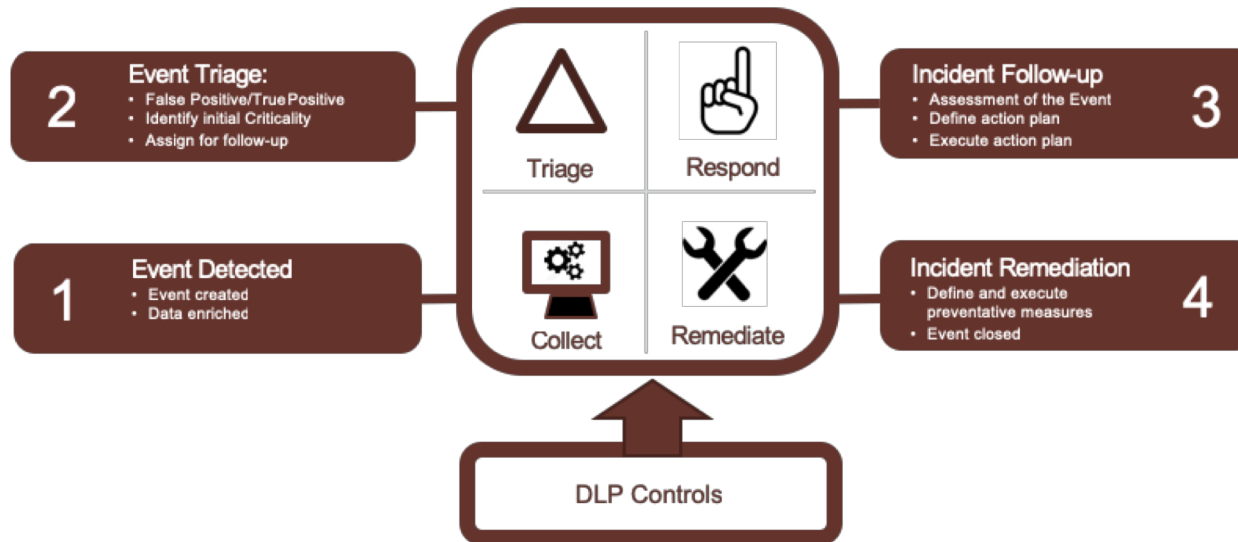 2
Event Triage:
• False Positive/True Positive
• Identify initial Criticality
• Assign for follow-up
Triage
Respond
Incident Follow-up
• Assessment of the Event
• Define action plan
• Execute action plan
3
1
Event Detected
• Event created
• Data enriched
Collect
Remediate
Incident Remediation
• Define and execute
preventative measures
• Event closed
4
DLP Controls